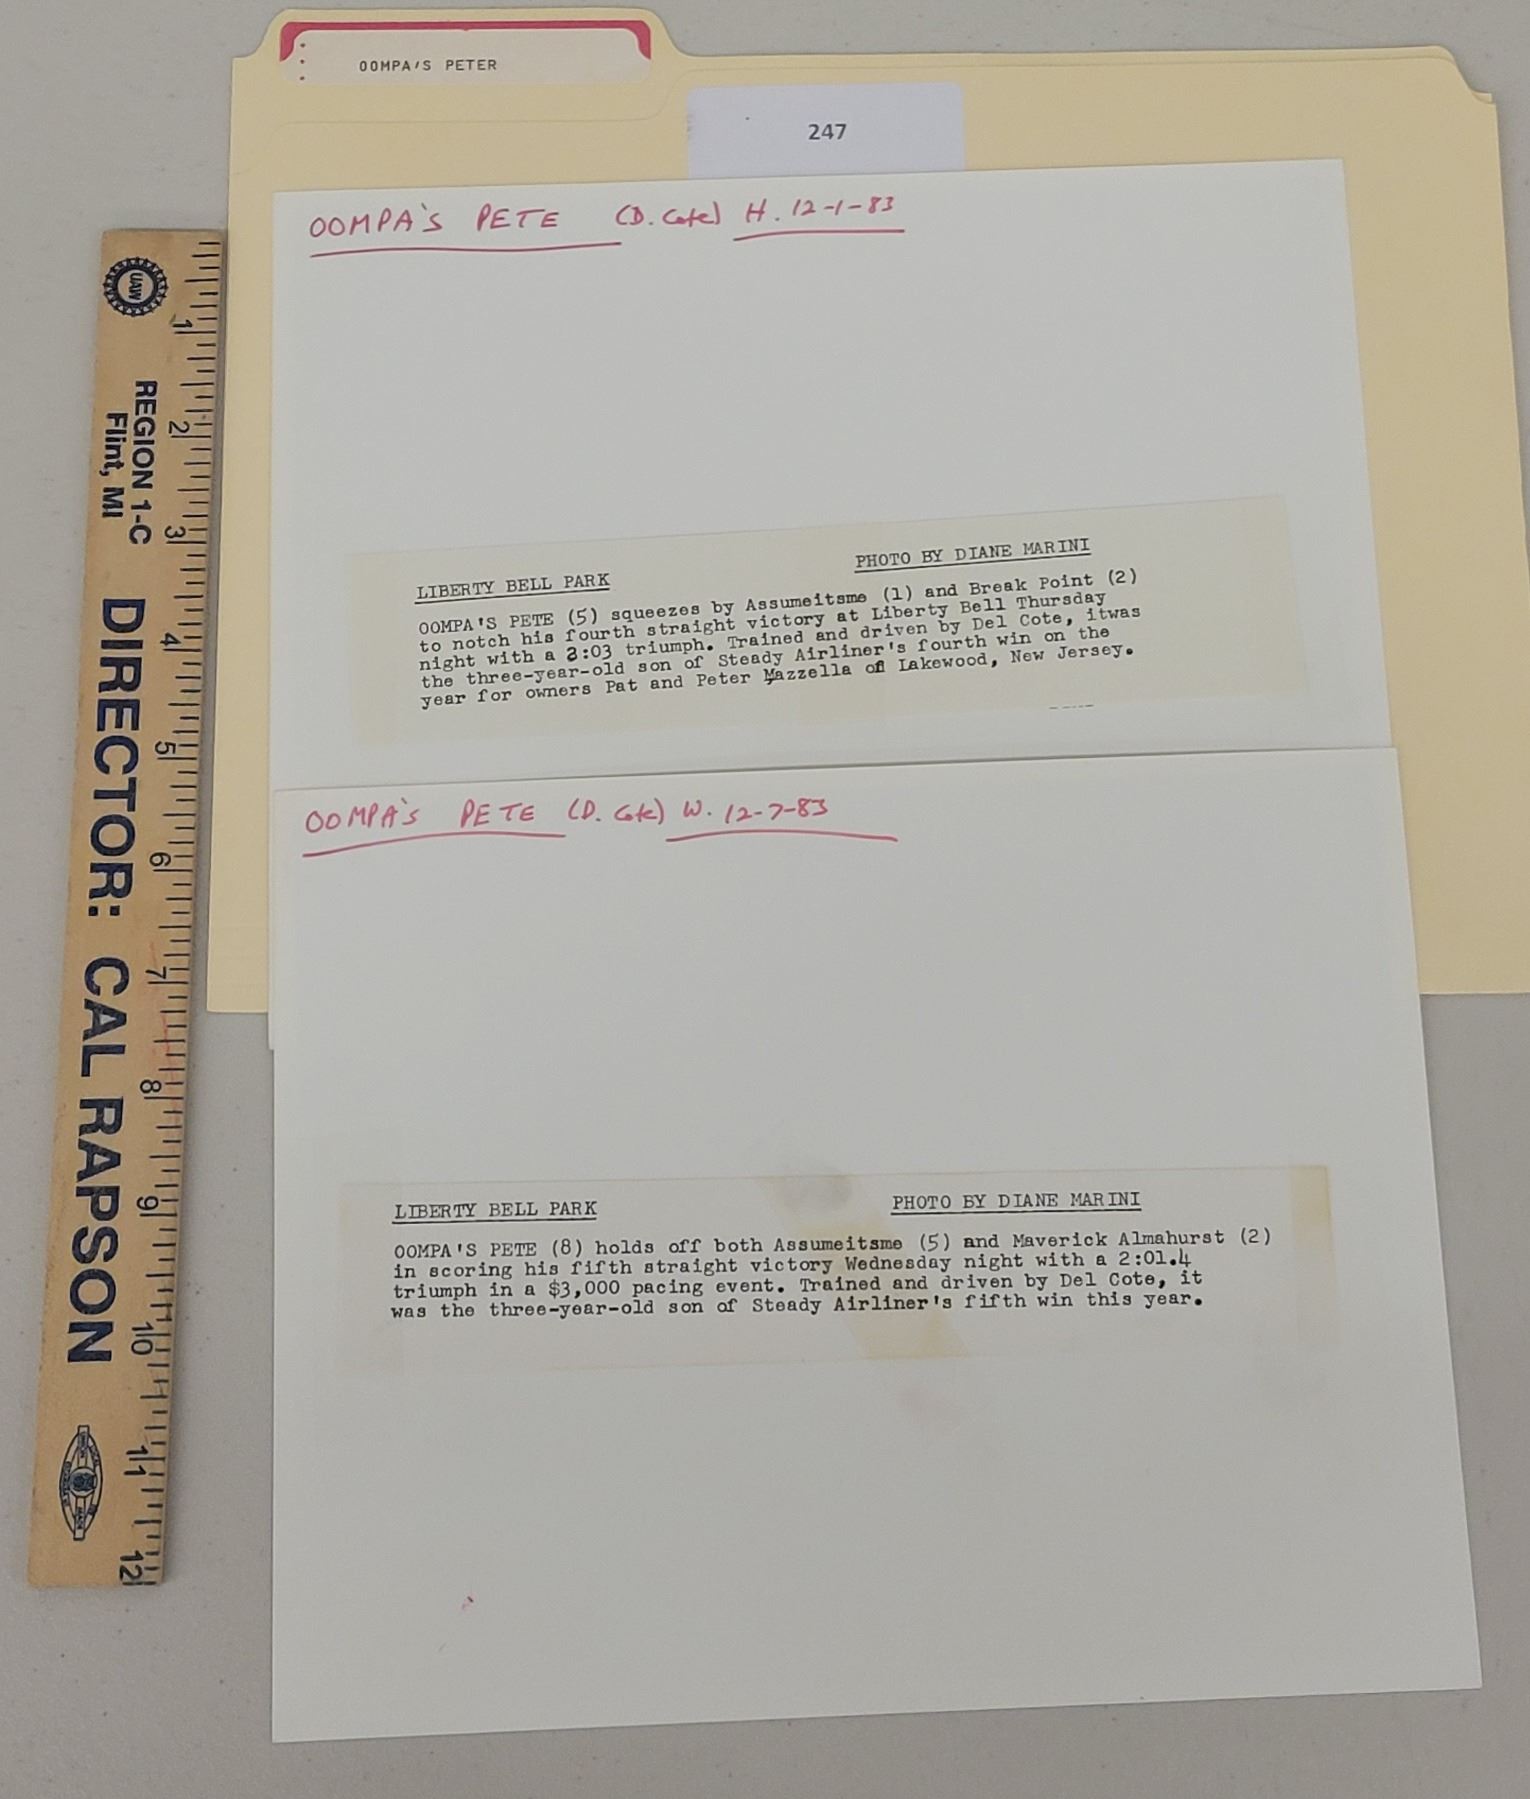 OOMPA'S PETER
247
OOMPA'S PETE (D. Cote) H. 12-1-83
LIBERTY BELL PARK PHOTO BY DIANE MARINI
OOMPA'S PETE (5) squeezes by Assumeitsme (1) and Break Point (2)
to notch his fourth straight victory at Liberty Bell Thursday
night with a 2:03 triumph. Trained and driven by Del Cote, itwas
the three-year-old son of Steady Airliner's fourth win on the
year for owners Pat and Peter Mazzella of Lakewood, New Jersey.
OOMPA'S PETE (D. Cote) W. 12-7-83
LIBERTY BELL PARK PHOTO BY DIANE MARINI
OOMPA'S PETE (8) holds off both Assumeitsme (5) and Maverick Almahurst (2)
in scoring his fifth straight victory Wednesday night with a 2:01.4
triumph in a $3,000 pacing event. Trained and driven by Del Cote, it
was the three-year-old son of Steady Airliner's fifth win this year.
UAW
REGION 1-C
Flint, MI
DIRECTOR: CAL RAPSON
1 2 3 4 5 6 7 8 9 10 11 12